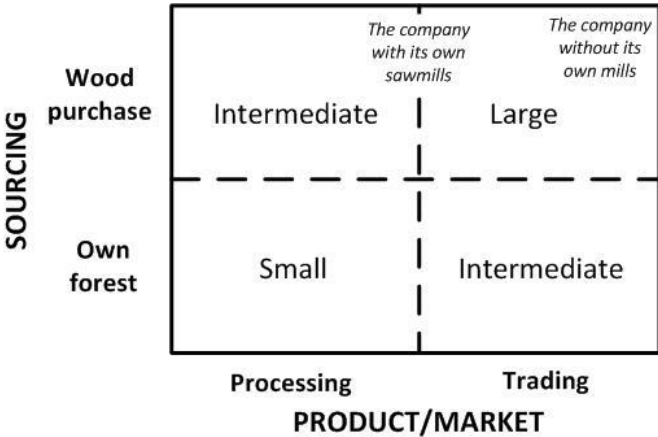 The company
with its own
sawmills
The company
without its
own mills
Wood
purchase
Intermediate
Large
SOURCING
Own
forest
Small
Intermediate
Processing
Trading
PRODUCT/MARKET